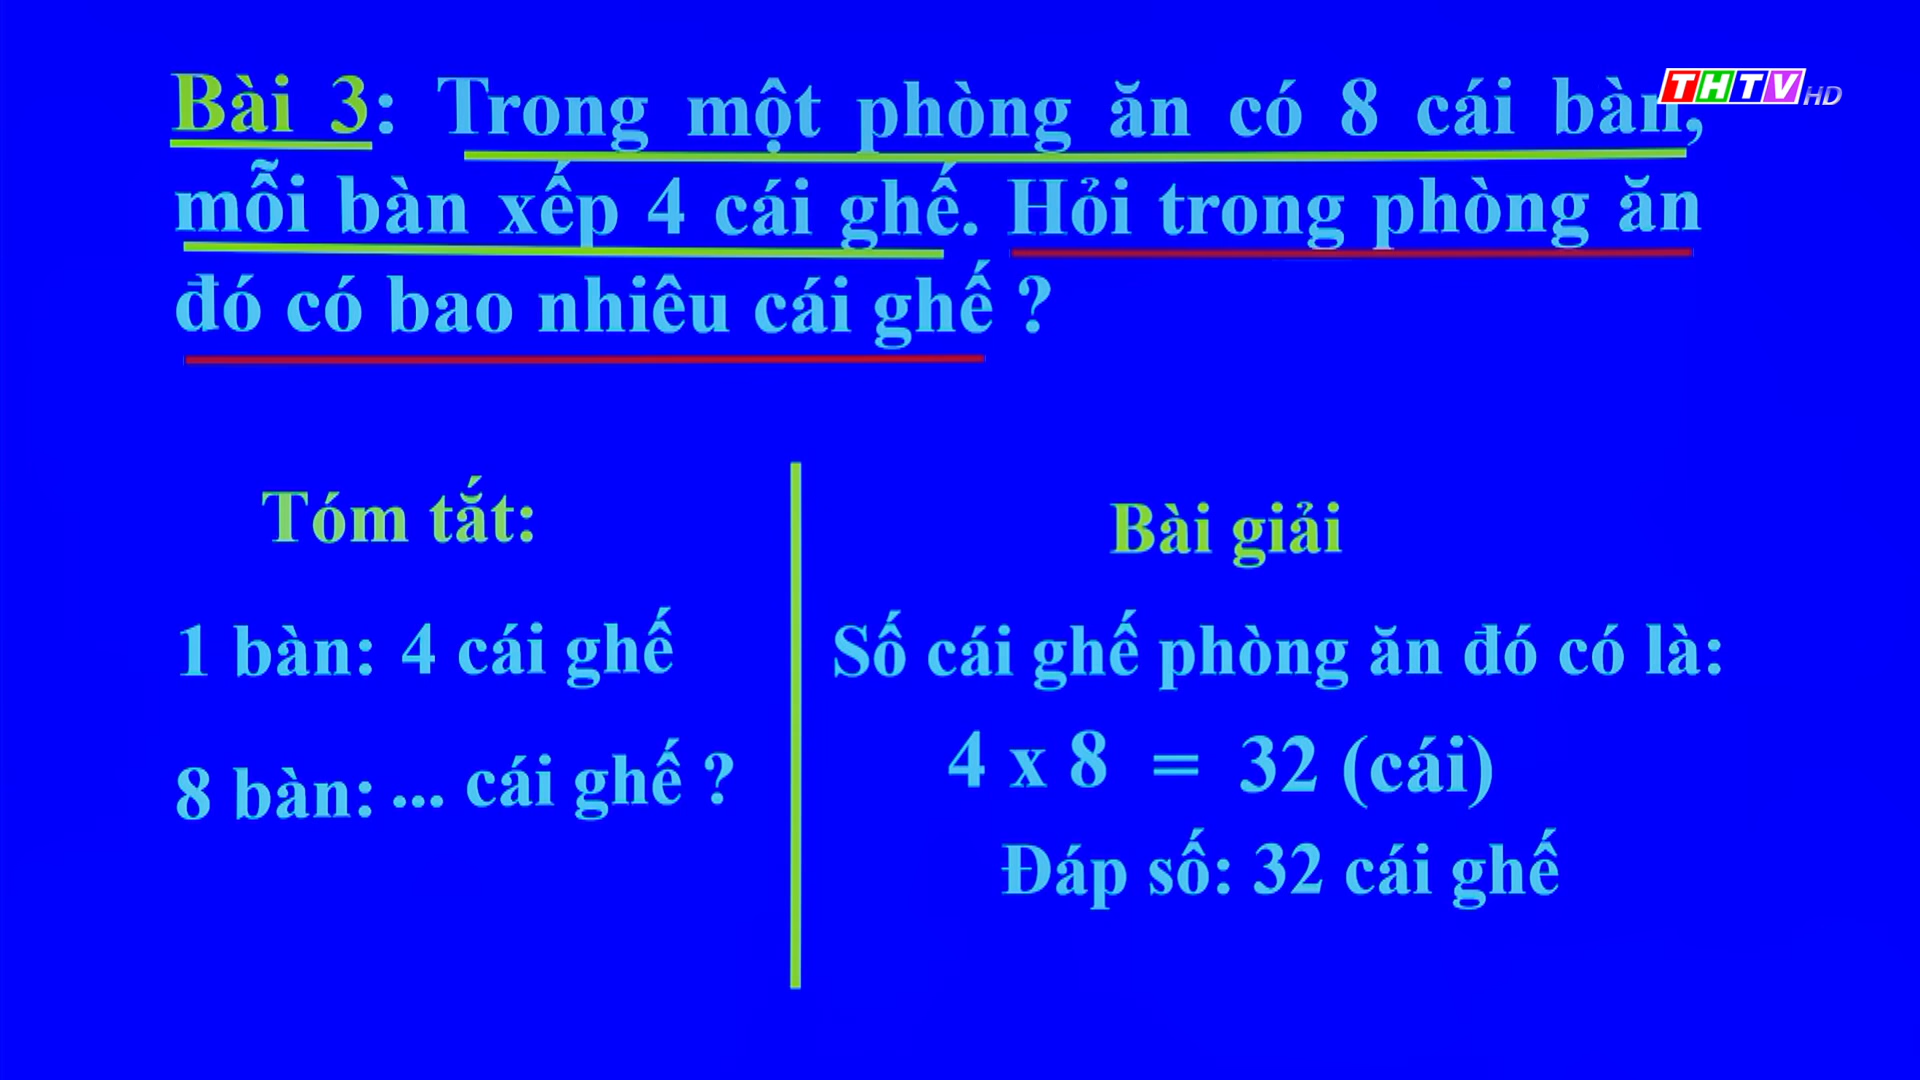 Bài 3: Trong một phòng ăn có 8 cái bàn,
THTV HD
mỗi bàn xếp 4 cái ghế. Hỏi trong phòng ăn
đó có bao nhiêu cái ghế ?
Tóm tắt:
1 bàn: 4 cái ghế
8 bàn: ... cái ghế ?
Bài giải
Số cái ghế phòng ăn đó có là:
4 x 8 = 32 (cái)
Đáp số: 32 cái ghế